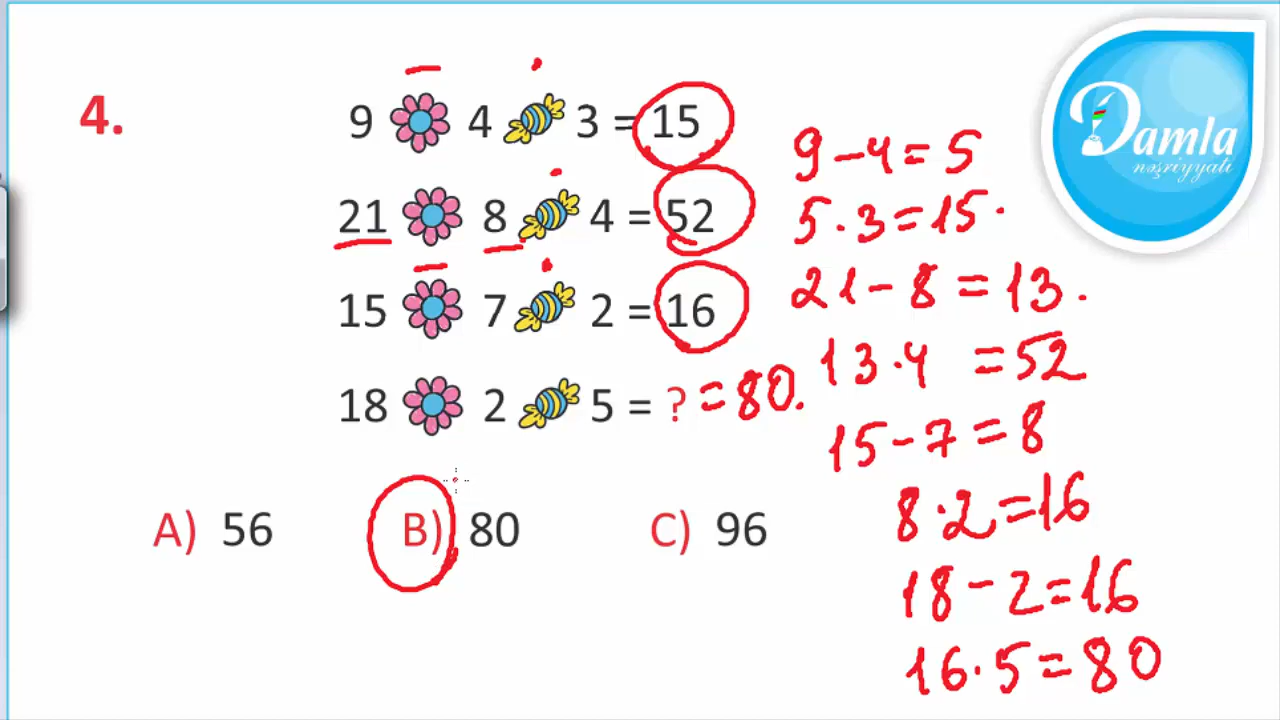 4.
9 4 3 = 15
21 8 4 = 52
15 7 2 = 16
18 2 5 = ? = 80.
A) 56 B) 80 C) 96
Damla
nəşriyyatı
9 - 4 = 5
5 · 3 = 15.
21 - 8 = 13.
13 · 4 = 52
15 - 7 = 8
8 · 2 = 16
18 - 2 = 16
16 · 5 = 80